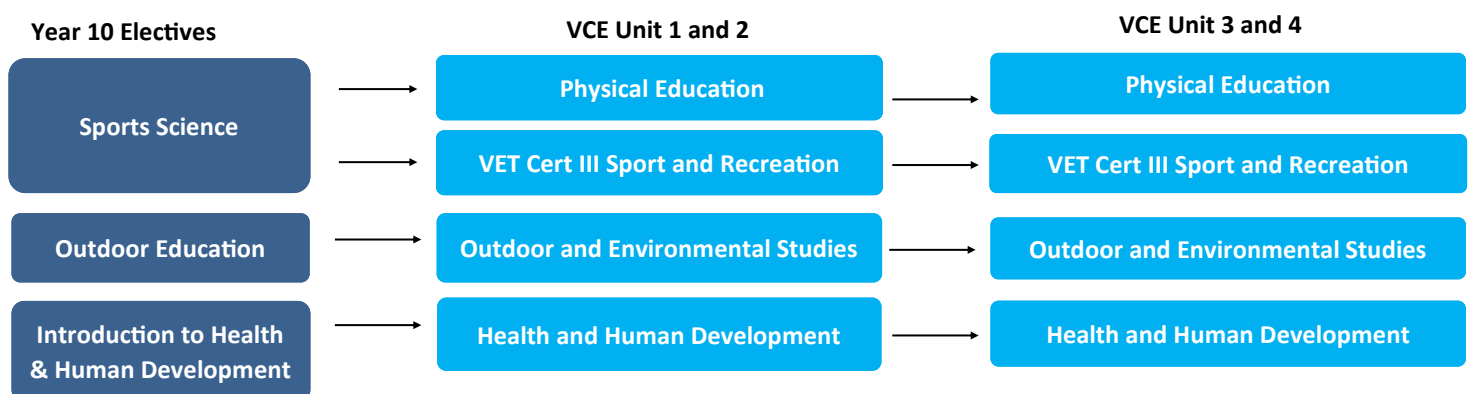 Year 10 Electives
VCE Unit 1 and 2
VCE Unit 3 and 4
Sports Science
Physical Education
Physical Education
VET Cert III Sport and Recreation
VET Cert III Sport and Recreation
Outdoor Education
Outdoor and Environmental Studies
Outdoor and Environmental Studies
Introduction to Health
& Human Development
Health and Human Development
Health and Human Development